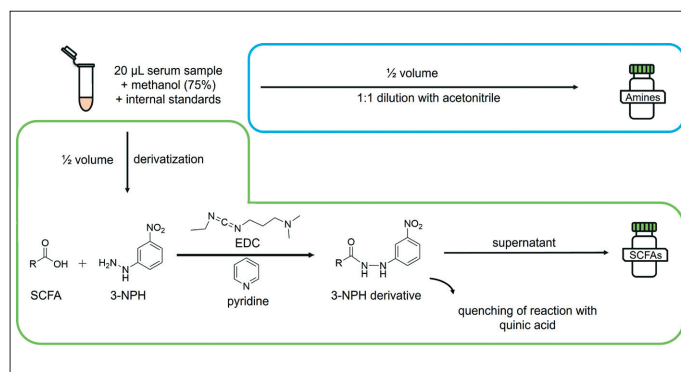 20 µL serum sample
+ methanol (75%)
+ internal standards
½ volume
1:1 dilution with acetonitrile
Amines
½ volume
derivatization
R
O
OH
SCFA
+
H₂N
N
H
NO₂
3-NPH
N=C=N
N
EDC
N
pyridine
O
R
N
H
H
N
NO₂
3-NPH derivative
supernatant
SCFAs
quenching of reaction with
quinic acid